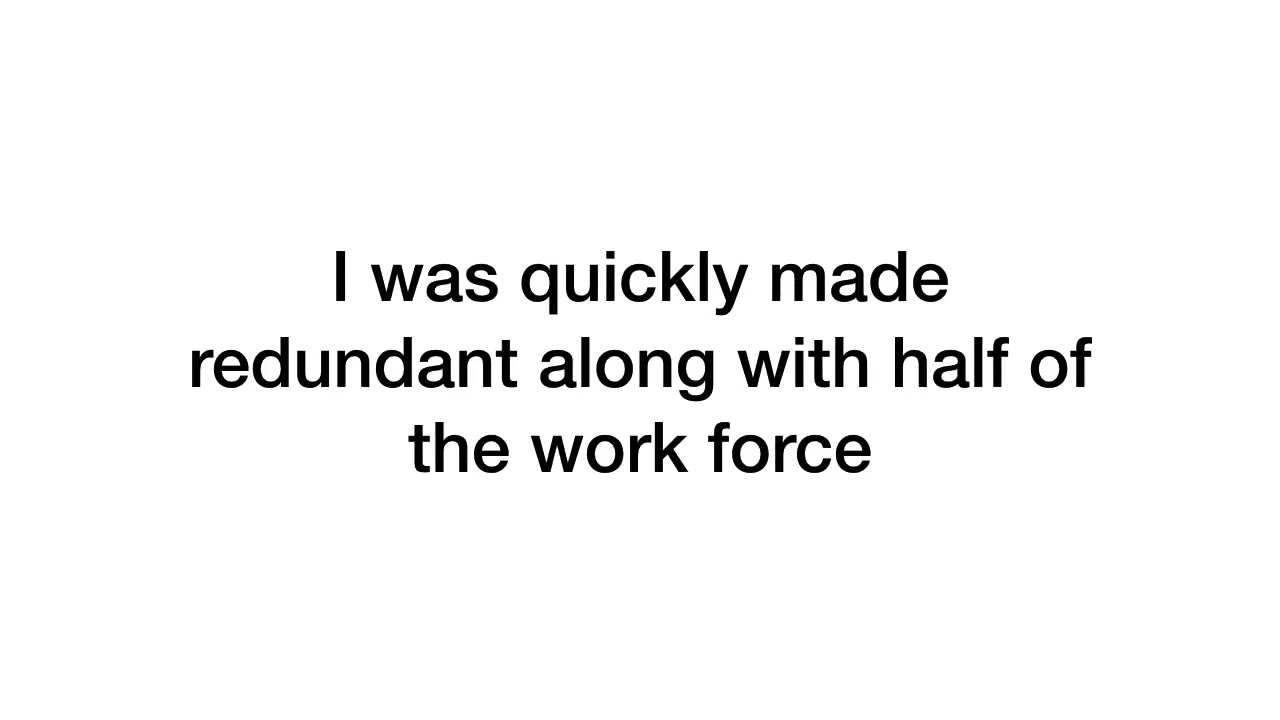 I was quickly made
redundant along with half of
the work force